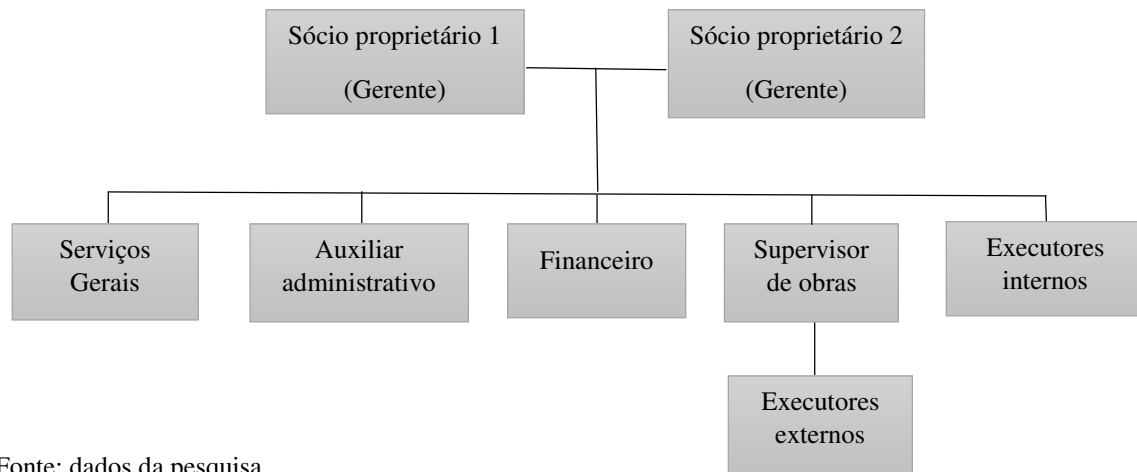 Sócio proprietário 1
(Gerente)
Sócio proprietário 2
(Gerente)
Serviços
Gerais
Auxiliar
administrativo
Financeiro
Supervisor
de obras
Executores
internos
Executores
externos
Fonte: dados da pesquisa